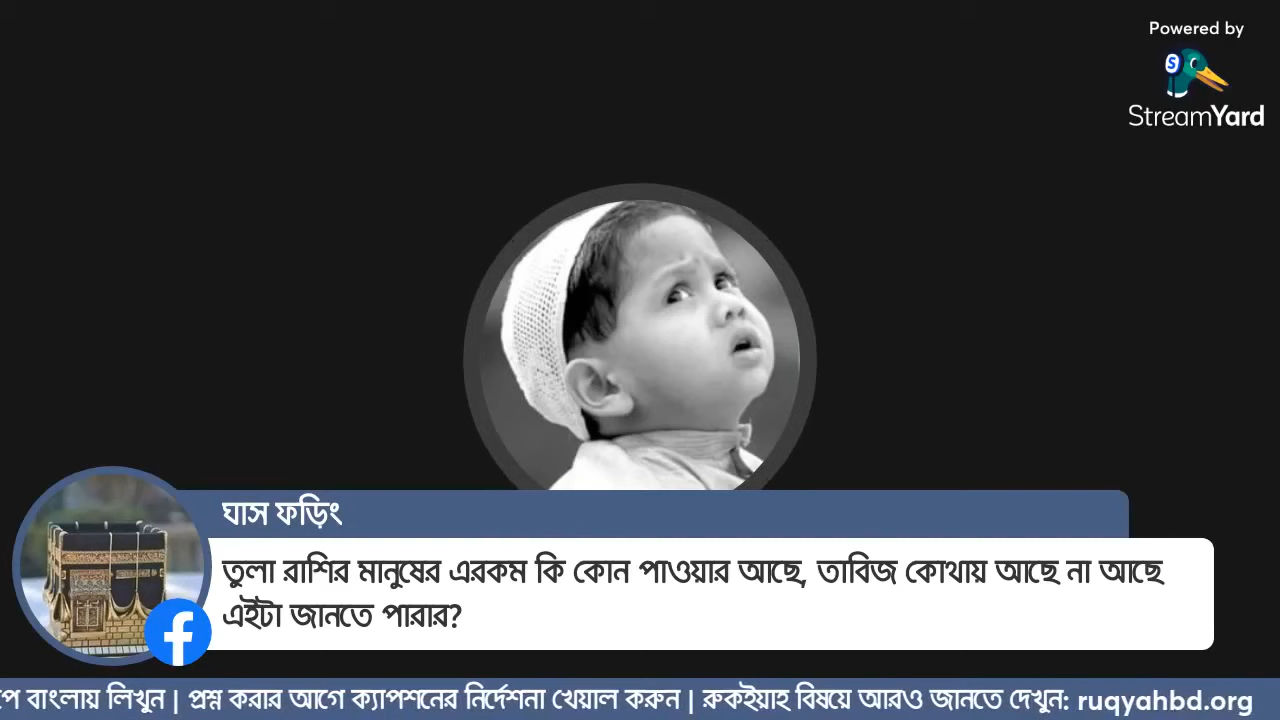 Powered by
StreamYard
ঘাস ফড়িং
তুলা রাশির মানুষের এরকম কি কোন পাওয়ার আছে, তাবিজ কোথায় আছে না আছে
এইটা জানতে পারার?
পে বাংলায় লিখুন | প্রশ্ন করার আগে ক্যাপশনের নির্দেশনা খেয়াল করুন | রুকইয়াহ বিষয়ে আরও জানতে দেখুন: ruqyahbd.org